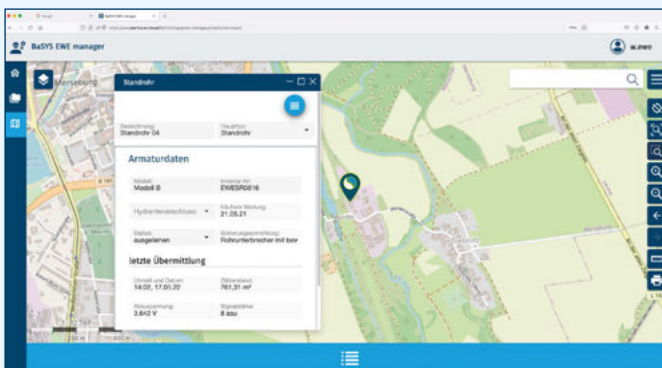 BaSYS EWE manager
w.ewe
Merseburg
Standrohr
Bezeichnung:
Standrohr 04
Haupttyp:
Standrohr
Armaturdaten
Modell:
Modell B
Inventar Nr:
EWESR0816
Hydrantenanschluss:
Nächste Wartung:
21.05.21
Status:
ausgeliehen
Sicherungseinrichtung:
Rohrunterbrecher mit bew
letzte Übermittlung
Uhrzeit und Datum:
14:02, 17.05.22
Zählerstand:
761,31 m³
Akkuspannung:
3.642 V
Signalstärke:
8 asu